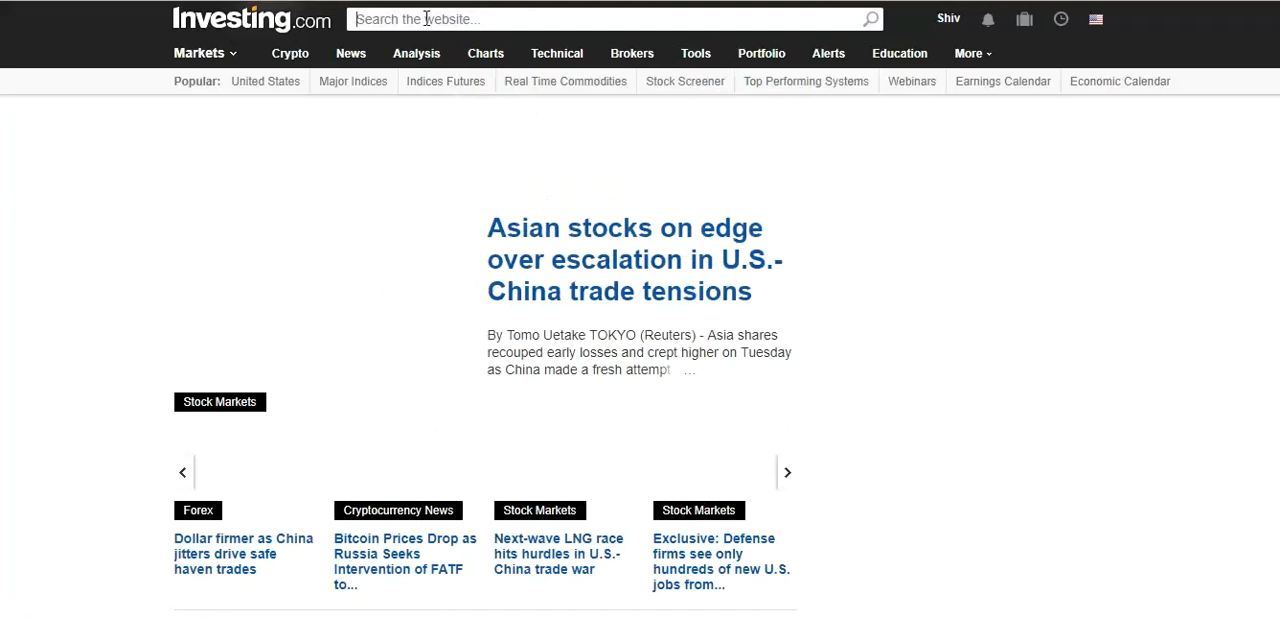 Investing.com
Search the website...
Shiv
Markets Crypto News Analysis Charts Technical Brokers Tools Portfolio Alerts Education More
Popular: United States Major Indices Indices Futures Real Time Commodities Stock Screener Top Performing Systems Webinars Earnings Calendar Economic Calendar
Asian stocks on edge
over escalation in U.S.-
China trade tensions
By Tomo Uetake TOKYO (Reuters) - Asia shares
recouped early losses and crept higher on Tuesday
as China made a fresh attempt ...
Stock Markets
Forex
Dollar firmer as China
jitters drive safe
haven trades
Cryptocurrency News
Bitcoin Prices Drop as
Russia Seeks
Intervention of FATF
to...
Stock Markets
Next-wave LNG race
hits hurdles in U.S.-
China trade war
Stock Markets
Exclusive: Defense
firms see only
hundreds of new U.S.
jobs from...